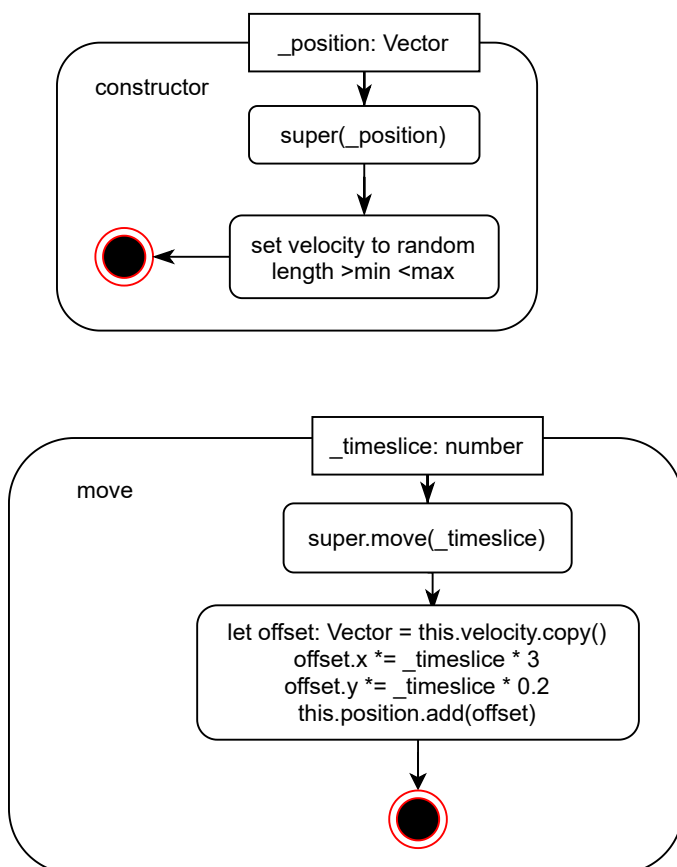 _position: Vector
constructor
super(_position)
set velocity to random
length >min <max
_timeslice: number
move
super.move(_timeslice)
let offset: Vector = this.velocity.copy()
offset.x *= _timeslice * 3
offset.y *= _timeslice * 0.2
this.position.add(offset)